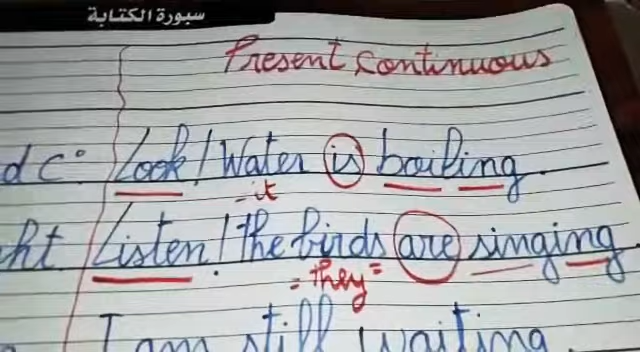 سبورة الكتابة
Present Continuous
d c° Look! Water is boiling.
= it
ht Listen! the birds are singing
= they =
I am still waiting.